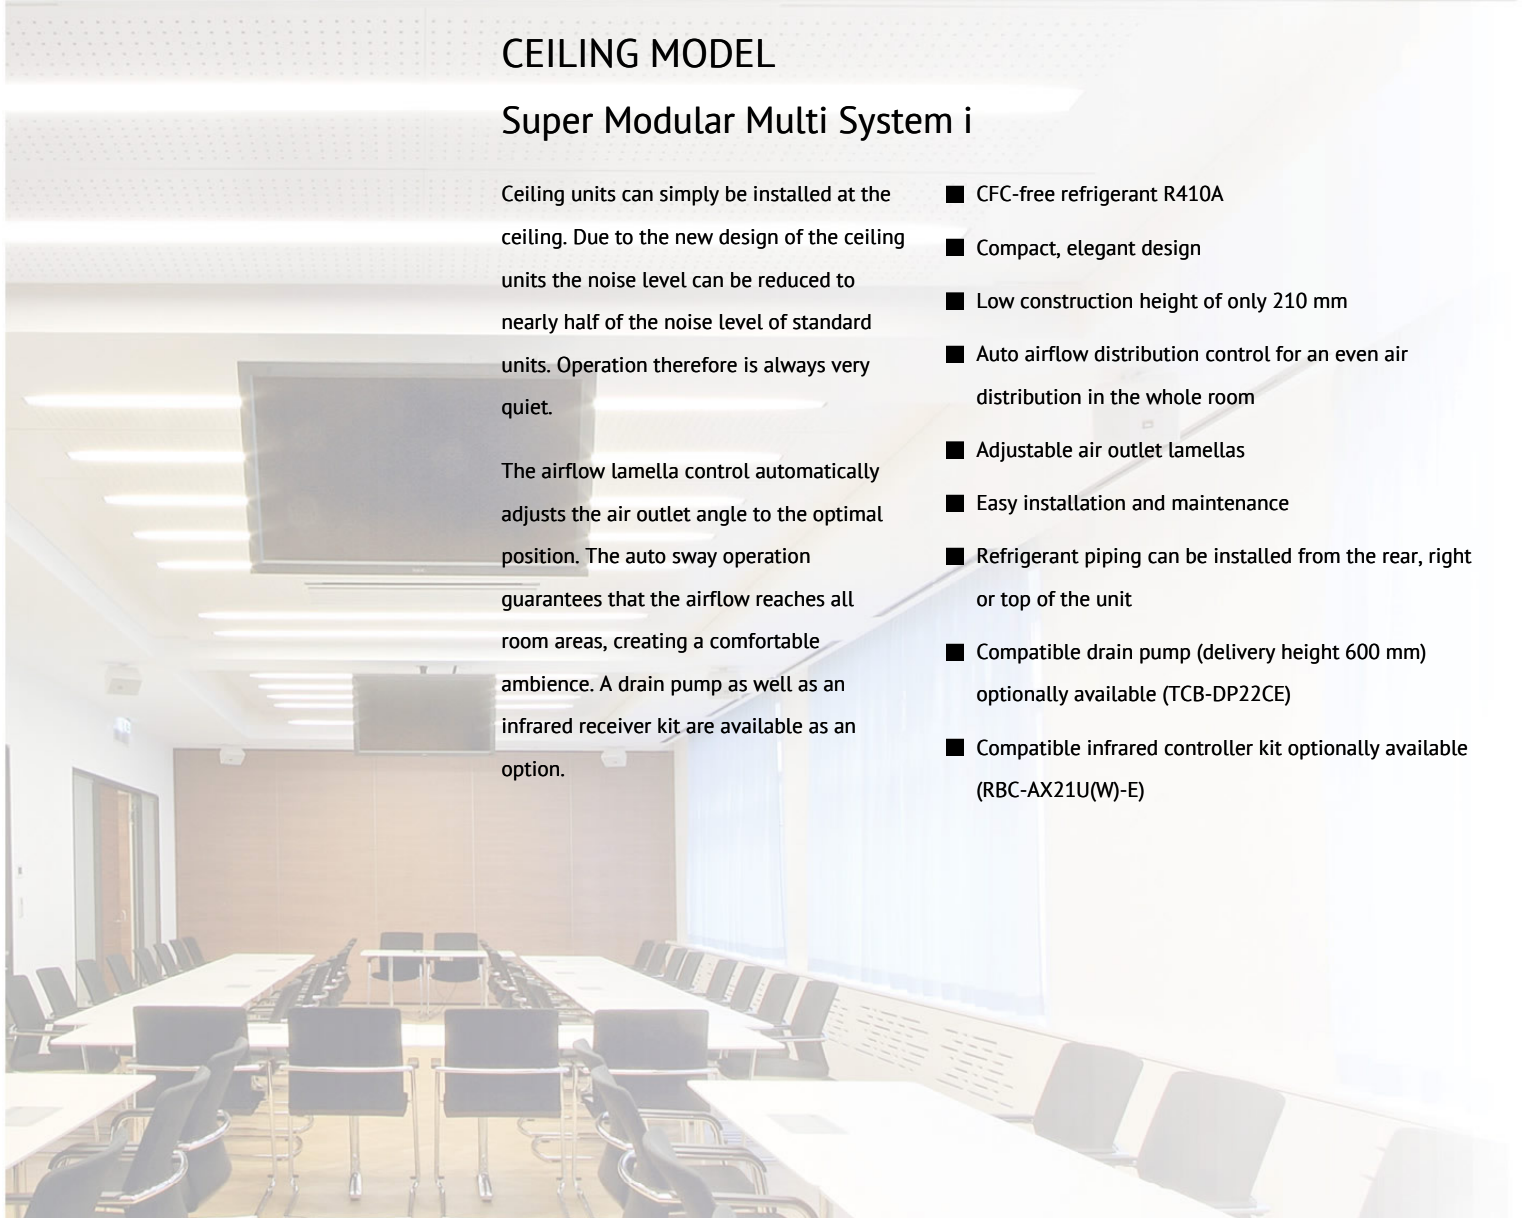 CEILING MODEL
Super Modular Multi System i
Ceiling units can simply be installed at the
ceiling. Due to the new design of the ceiling
units the noise level can be reduced to
nearly half of the noise level of standard
units. Operation therefore is always very
quiet.
The airflow lamella control automatically
adjusts the air outlet angle to the optimal
position. The auto sway operation
guarantees that the airflow reaches all
room areas, creating a comfortable
ambience. A drain pump as well as an
infrared receiver kit are available as an
option.
■ CFC-free refrigerant R410A
■ Compact, elegant design
■ Low construction height of only 210 mm
■ Auto airflow distribution control for an even air
distribution in the whole room
■ Adjustable air outlet lamellas
■ Easy installation and maintenance
■ Refrigerant piping can be installed from the rear, right
or top of the unit
■ Compatible drain pump (delivery height 600 mm)
optionally available (TCB-DP22CE)
■ Compatible infrared controller kit optionally available
(RBC-AX21U(W)-E)